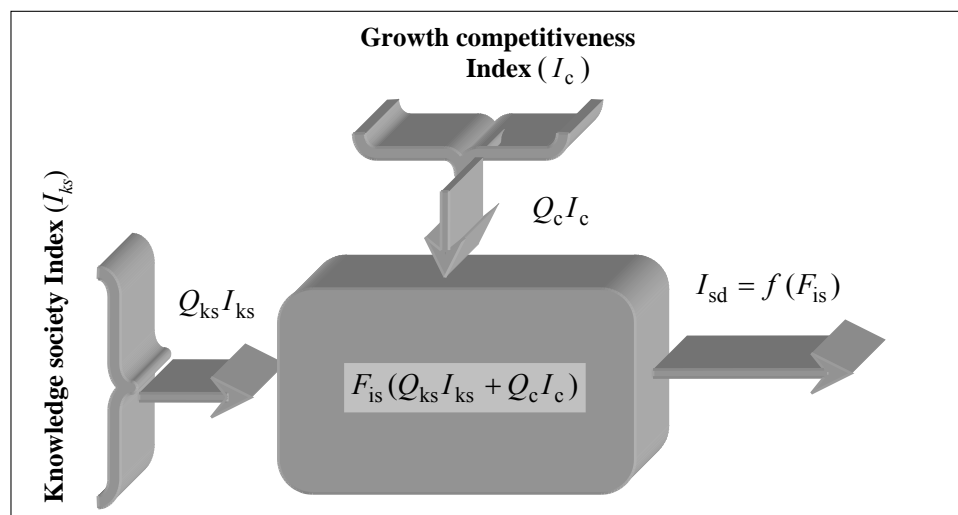 Growth competitiveness
Index (I_c)
Q_c I_c
Knowledge society Index (I_ks)
Q_ks I_ks
I_sd = f (F_is)
F_is (Q_ks I_ks + Q_c I_c)